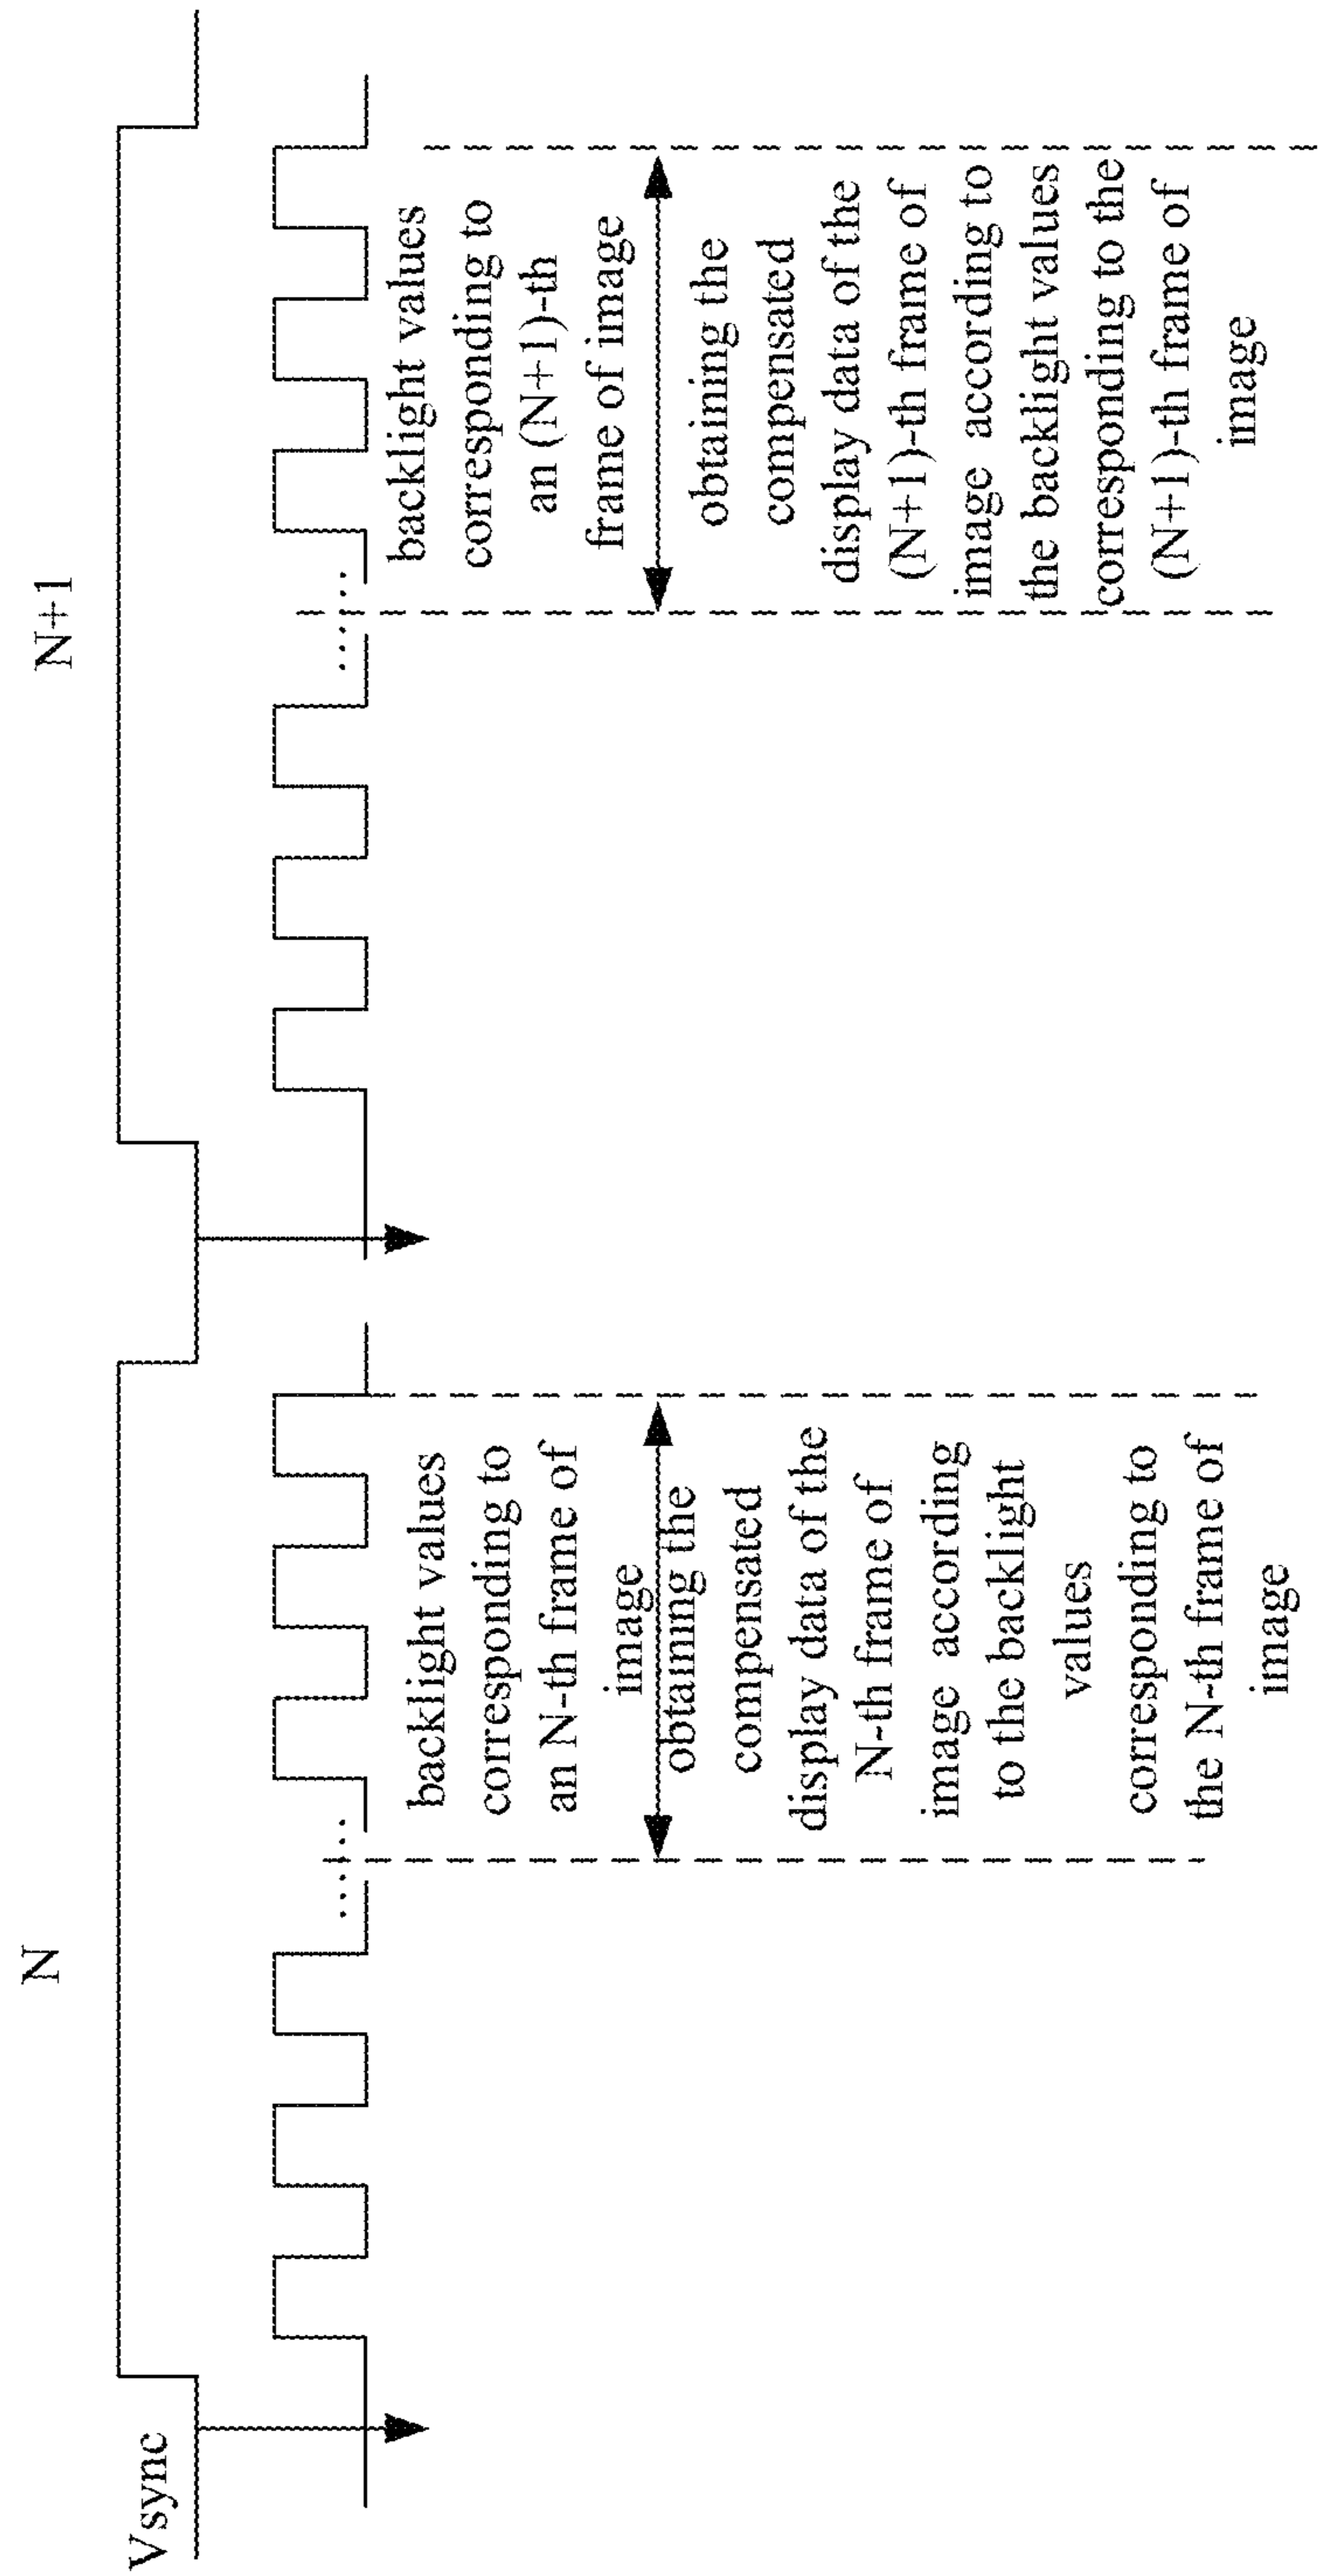 N
N+1
Vsync
.....
.....
backlight values
corresponding to
an N-th frame of
image
obtaining the
compensated
display data of the
N-th frame of
image according
to the backlight
values
corresponding to
the N-th frame of
image
backlight values
corresponding to
an (N+1)-th
frame of image
obtaining the
compensated
display data of the
(N+1)-th frame of
image according to
the backlight values
corresponding to the
(N+1)-th frame of
image